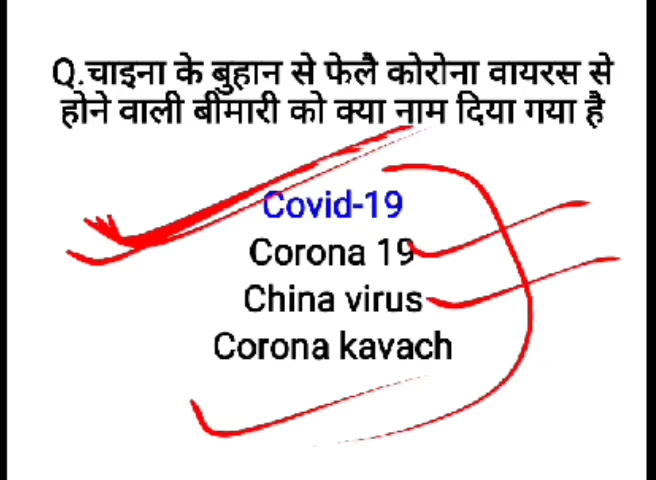 Q.चाइना के बुहान से फेलै कोरोना वायरस से
होने वाली बीमारी को क्या नाम दिया गया है
Covid-19
Corona 19
China virus
Corona kavach